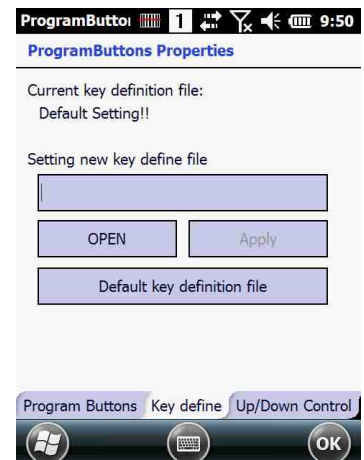 ProgramButto 1 9:50
ProgramButtons Properties
Current key definition file:
Default Setting!!
Setting new key define file
OPEN Apply
Default key definition file
Program Buttons Key define Up/Down Control
OK